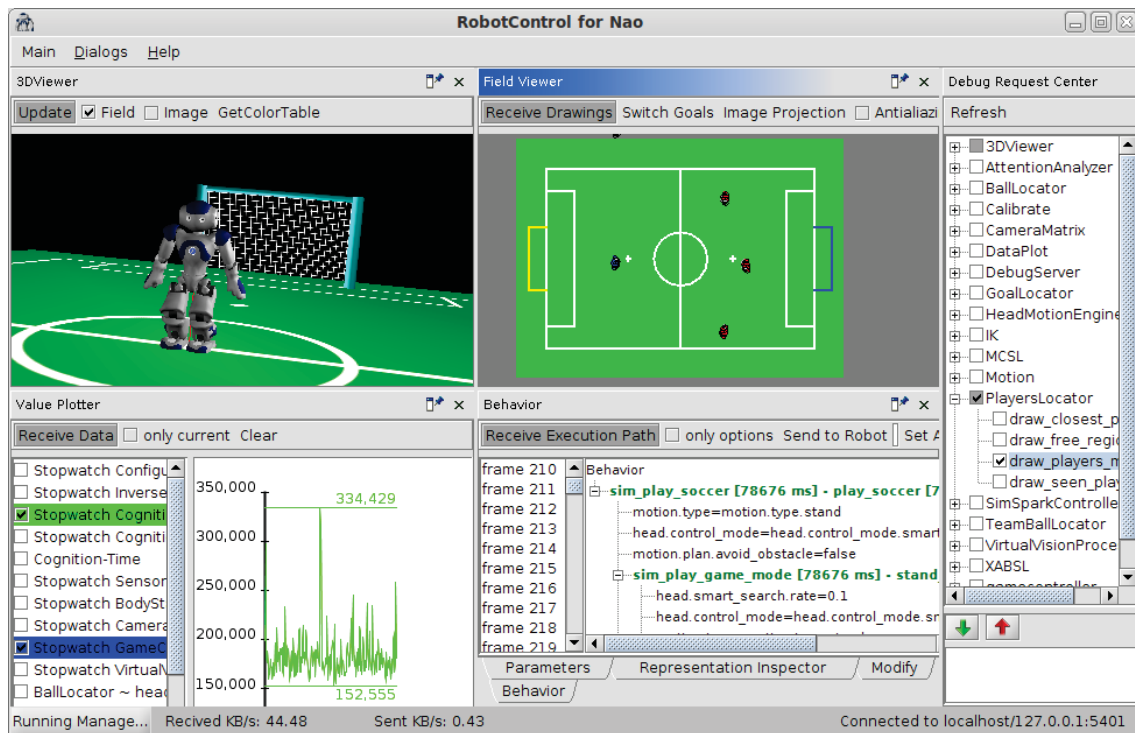 RobotControl for Nao
Main Dialogs Help
3DViewer
Update Field Image GetColorTable
Field Viewer
Receive Drawings Switch Goals Image Projection Antialiazi
Debug Request Center
Refresh
3DViewer
AttentionAnalyzer
BallLocator
Calibrate
CameraMatrix
DataPlot
DebugServer
GoalLocator
HeadMotionEngine
IK
MCSL
Motion
PlayersLocator
draw_closest_p
draw_free_regi
draw_players_m
draw_seen_play
SimSparkControlle
TeamBallLocator
VirtualVisionProce
XABSL
gamecontroller
Value Plotter
Receive Data only current Clear
Stopwatch Configu
Stopwatch Inverse
Stopwatch Cogniti
Stopwatch Cogniti
Cognition-Time
Stopwatch Sensor
Stopwatch BodySt
Stopwatch Camera
Stopwatch GameC
Stopwatch VirtualN
BallLocator ~ head
350,000
334,429
300,000
250,000
200,000
150,000
152,555
Behavior
Receive Execution Path only options Send to Robot Set A
frame 210
frame 211
frame 212
frame 213
frame 214
frame 215
frame 216
frame 217
frame 218
frame 219
Behavior
sim_play_soccer [78676 ms] - play_soccer [7
motion.type=motion.type.stand
head.control_mode=head.control_mode.smart
motion.plan.avoid_obstacle=false
sim_play_game_mode [78676 ms] - stand_
head.smart_search.rate=0.1
head.control_mode=head.control_mode.sm
Parameters Representation Inspector Modify
Behavior
Running Manage... Recived KB/s: 44.48 Sent KB/s: 0.43 Connected to localhost/127.0.0.1:5401